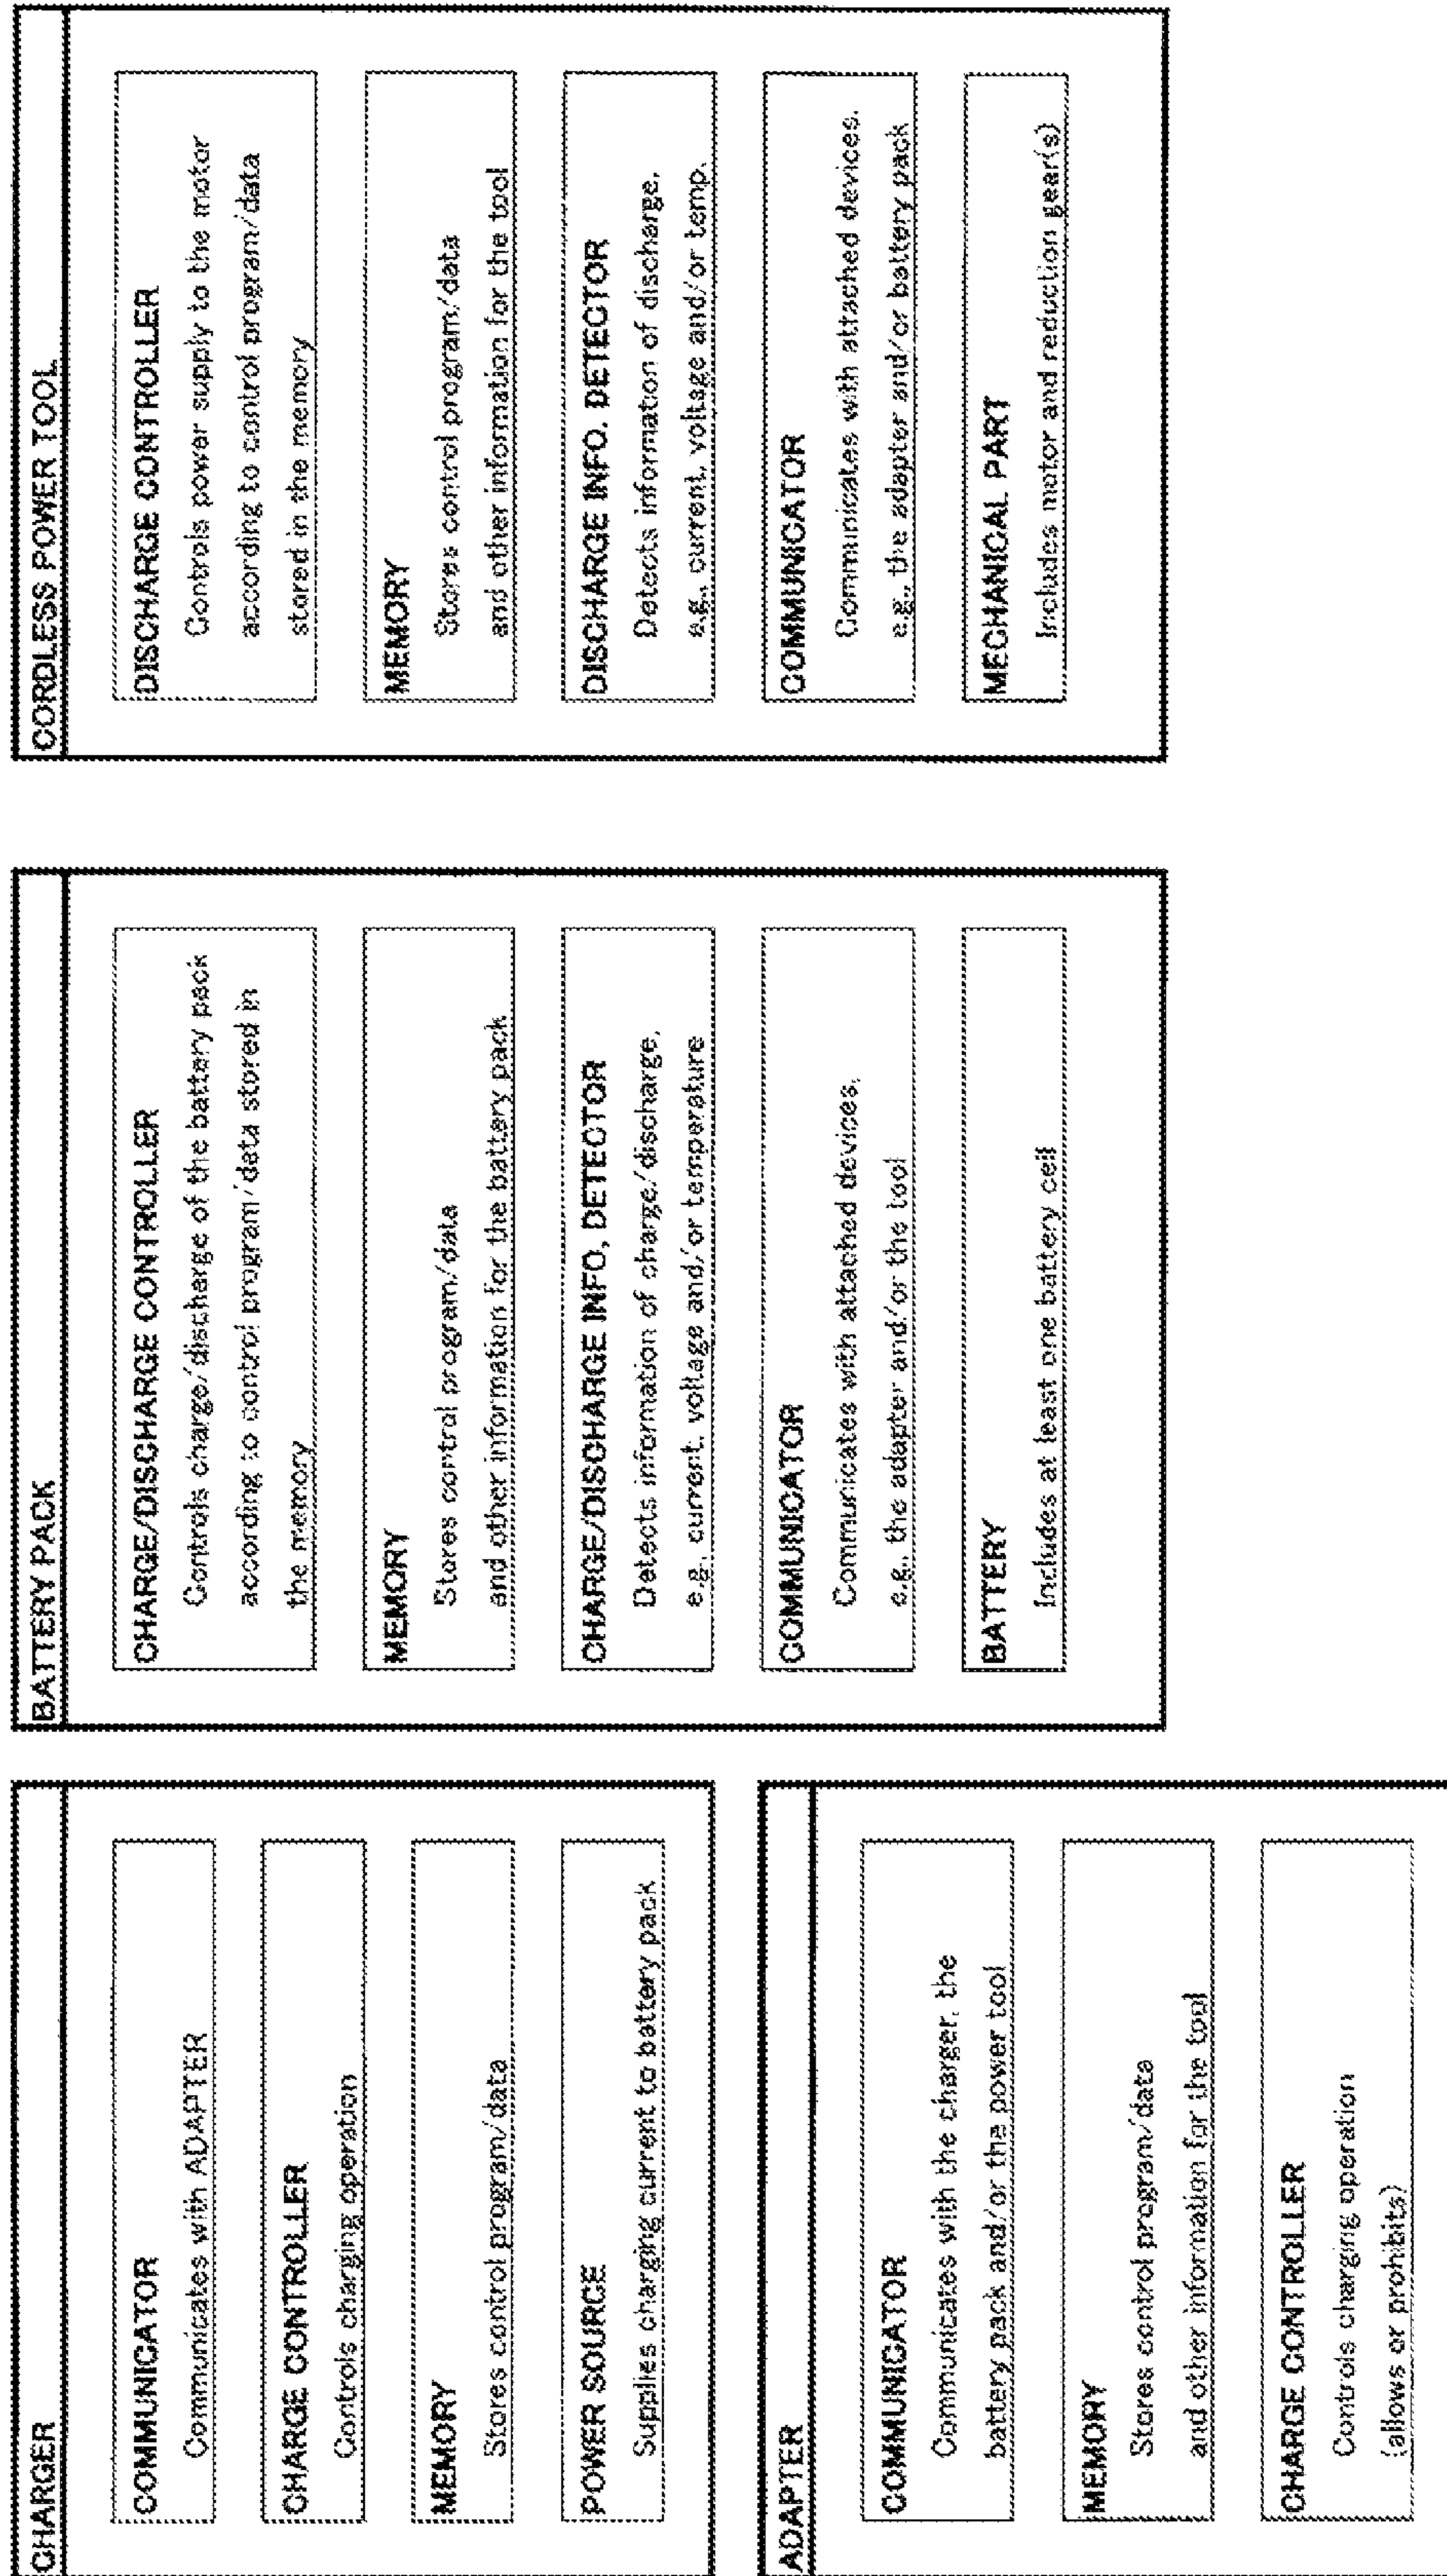 CHARGER
COMMUNICATOR
Communicates with ADAPTER
CHARGE CONTROLLER
Controls charging operation
MEMORY
Stores control program/data
POWER SOURCE
Supplies charging current to battery pack
ADAPTER
COMMUNICATOR
Communicates with the charger, the
battery pack and/or the power tool
MEMORY
Stores control program/data
and other information for the tool
CHARGE CONTROLLER
Controls charging operation
(allows or prohibits)
BATTERY PACK
CHARGE/DISCHARGE CONTROLLER
Controls charge/discharge of the battery pack
according to control program/data stored in
the memory
MEMORY
Stores control program/data
and other information for the battery pack
CHARGE/DISCHARGE INFO, DETECTOR
Detects information of charge/discharge,
e.g., current, voltage and/or temperature
COMMUNICATOR
Communicates with attached devices,
e.g., the adapter and/or the tool
BATTERY
Includes at least one battery cell
CORDLESS POWER TOOL
DISCHARGE CONTROLLER
Controls power supply to the motor
according to control program/data
stored in the memory
MEMORY
Stores control program/data
and other information for the tool
DISCHARGE INFO. DETECTOR
Detects information of discharge,
e.g., current, voltage and/or temp.
COMMUNICATOR
Communicates with attached devices,
e.g., the adapter and/or battery pack
MECHANICAL PART
Includes motor and reduction gear(s)